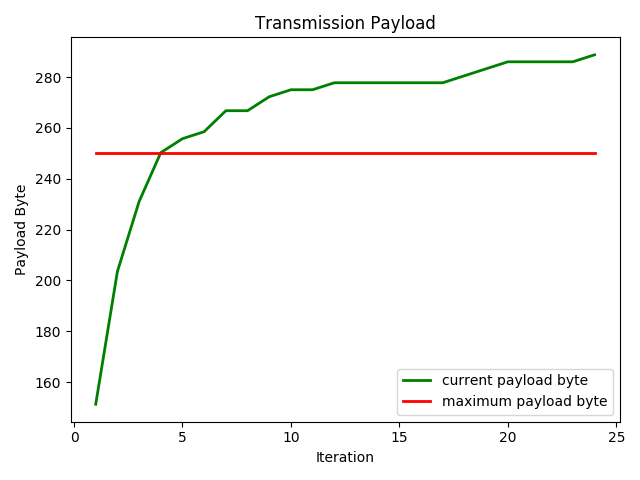 Transmission Payload
Payload Byte
280
260
240
220
200
180
160
0
5
10
15
20
25
Iteration
current payload byte
maximum payload byte